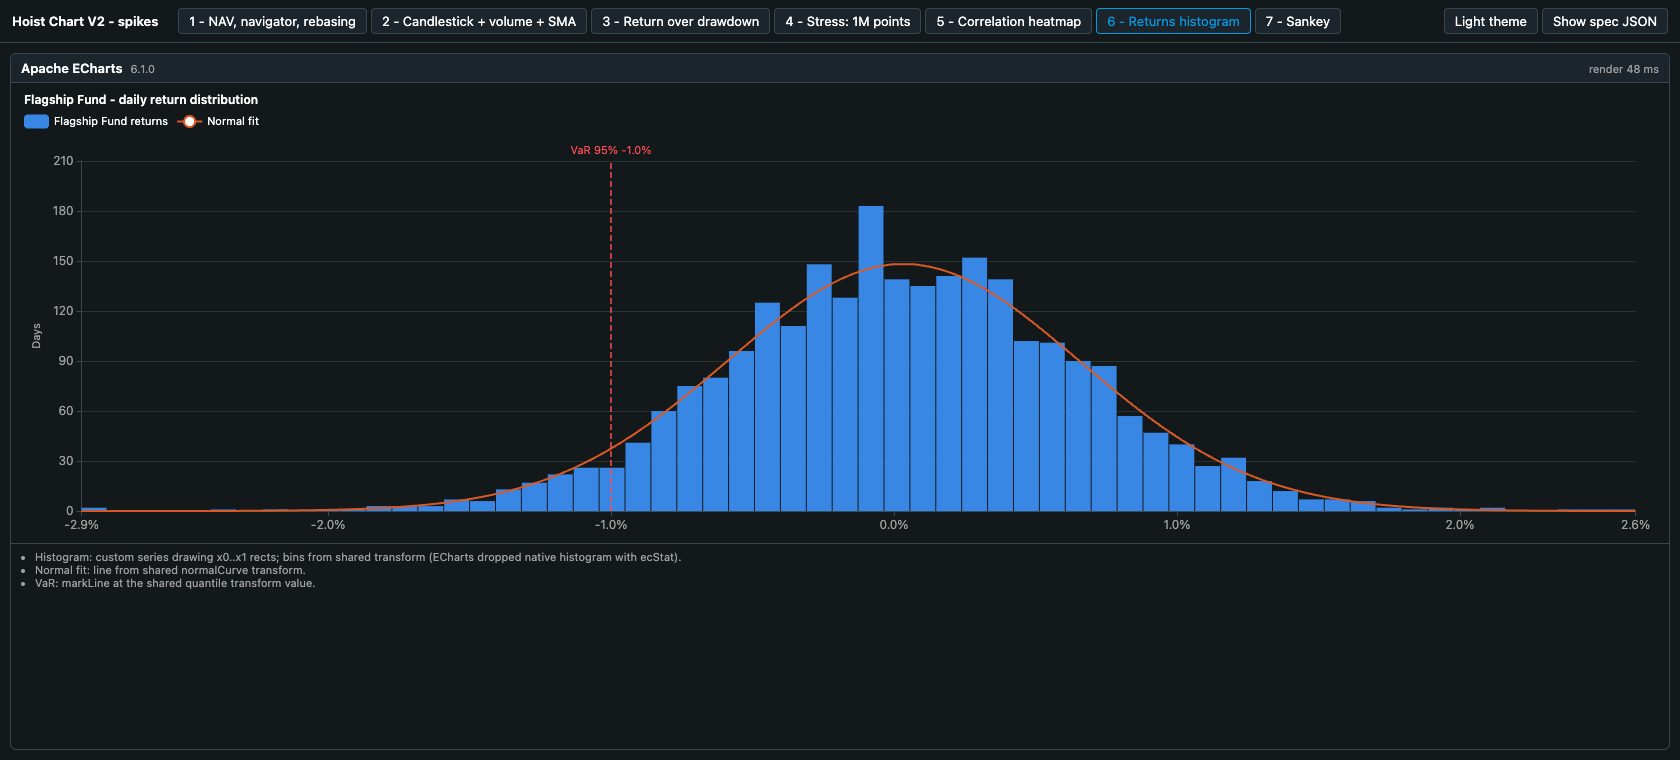 Hoist Chart V2 - spikes
1 - NAV, navigator, rebasing
2 - Candlestick + volume + SMA
3 - Return over drawdown
4 - Stress: 1M points
5 - Correlation heatmap
6 - Returns histogram
7 - Sankey
Light theme
Show spec JSON
Apache ECharts 6.1.0
render 48 ms
Flagship Fund - daily return distribution
Flagship Fund returns
Normal fit
VaR 95% -1.0%
210
180
150
120
90
60
30
0
Days
-2.9%
-2.0%
-1.0%
0.0%
1.0%
2.0%
2.6%
• Histogram: custom series drawing x0..x1 rects; bins from shared transform (ECharts dropped native histogram with ecStat).
• Normal fit: line from shared normalCurve transform.
• VaR: markLine at the shared quantile transform value.